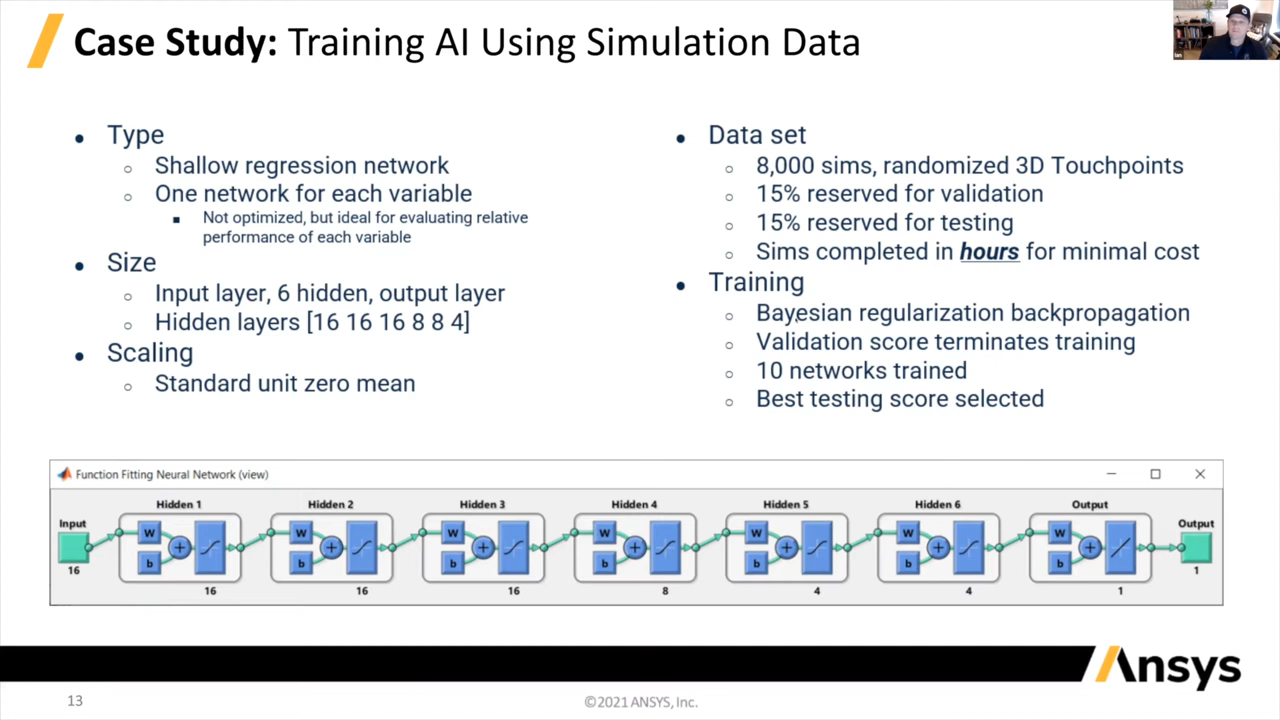 Case Study: Training AI Using Simulation Data
Type
Shallow regression network
One network for each variable
Not optimized, but ideal for evaluating relative
performance of each variable
Size
Input layer, 6 hidden, output layer
Hidden layers [16 16 16 8 8 4]
Scaling
Standard unit zero mean
Data set
8,000 sims, randomized 3D Touchpoints
15% reserved for validation
15% reserved for testing
Sims completed in hours for minimal cost
Training
Bayesian regularization backpropagation
Validation score terminates training
10 networks trained
Best testing score selected
Function Fitting Neural Network (view)
Hidden 1 Hidden 2 Hidden 3 Hidden 4 Hidden 5 Hidden 6 Output
Input
Output
W W W W W W W
b b b b b b b
16
1
16 16 16 8 4 4 1
Ansys
13
©2021 ANSYS, Inc.